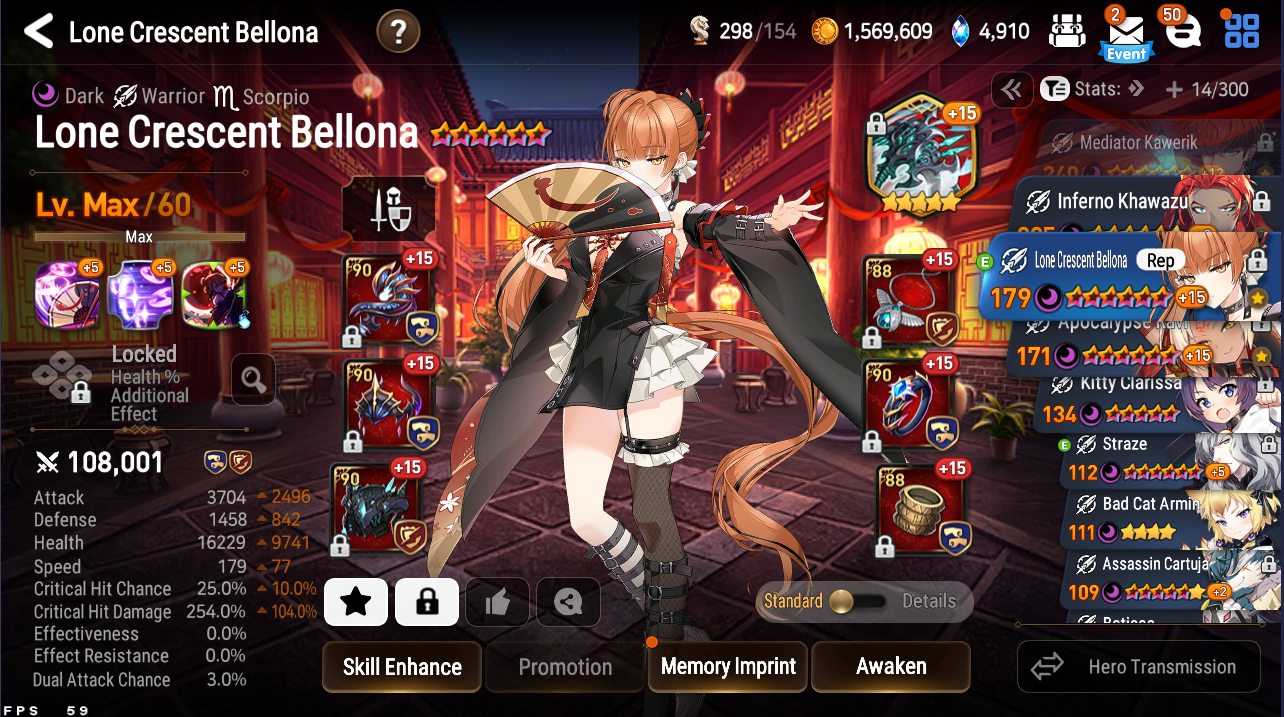 Lone Crescent Bellona
?
298/154
1,569,609
4,910
2
Event
50
Dark Warrior Scorpio
Lone Crescent Bellona
Stats:
14/300
Lv. Max/60
Max
+5
+5
+5
Locked
Health %
Additional
Effect
108,001
Attack 3704 2496
Defense 1458 842
Health 16229 9741
Speed 179 77
Critical Hit Chance 25.0% 10.0%
Critical Hit Damage 254.0% 104.0%
Effectiveness 0.0%
Effect Resistance 0.0%
Dual Attack Chance 3.0%
FPS 59
90 +15
90 +15
90 +15
+15
88 +15
90 +15
88 +15
Standard
Details
Skill Enhance
Promotion
Memory Imprint
Awaken
Mediator Kawerik
Inferno Khawazu
E
Lone Crescent Bellona
Rep
179
+15
Apocalypse Ravi
171
+15
Kitty Clarissa
134
E
Straze
112
+5
Bad Cat Armin
111
Assassin Cartuja
109
+2
Hero Transmission